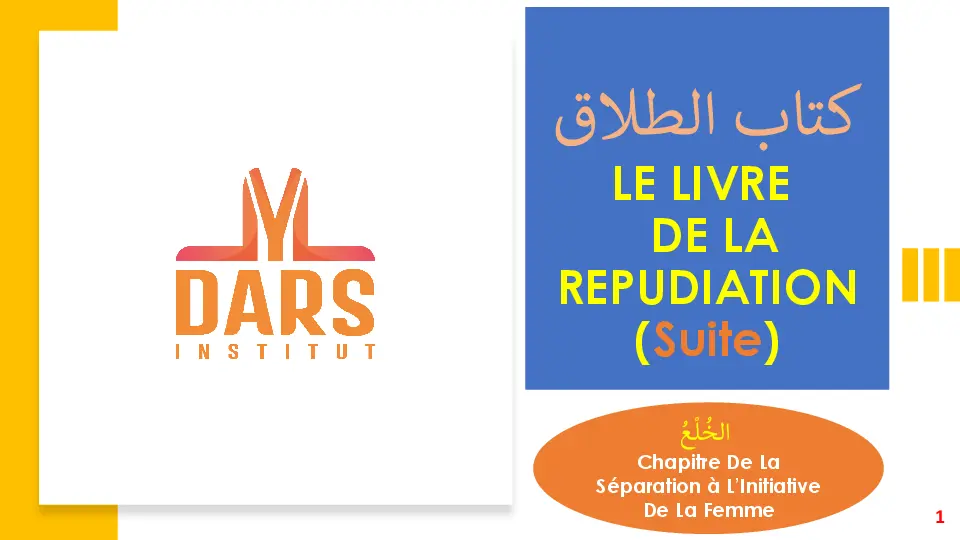 DARS
INSTITUT
كتاب الطلاق
LE LIVRE
DE LA
REPUDIATION
(Suite)
الخُلَّعُ
Chapitre De La
Séparation à L'Initiative
De La Femme
1